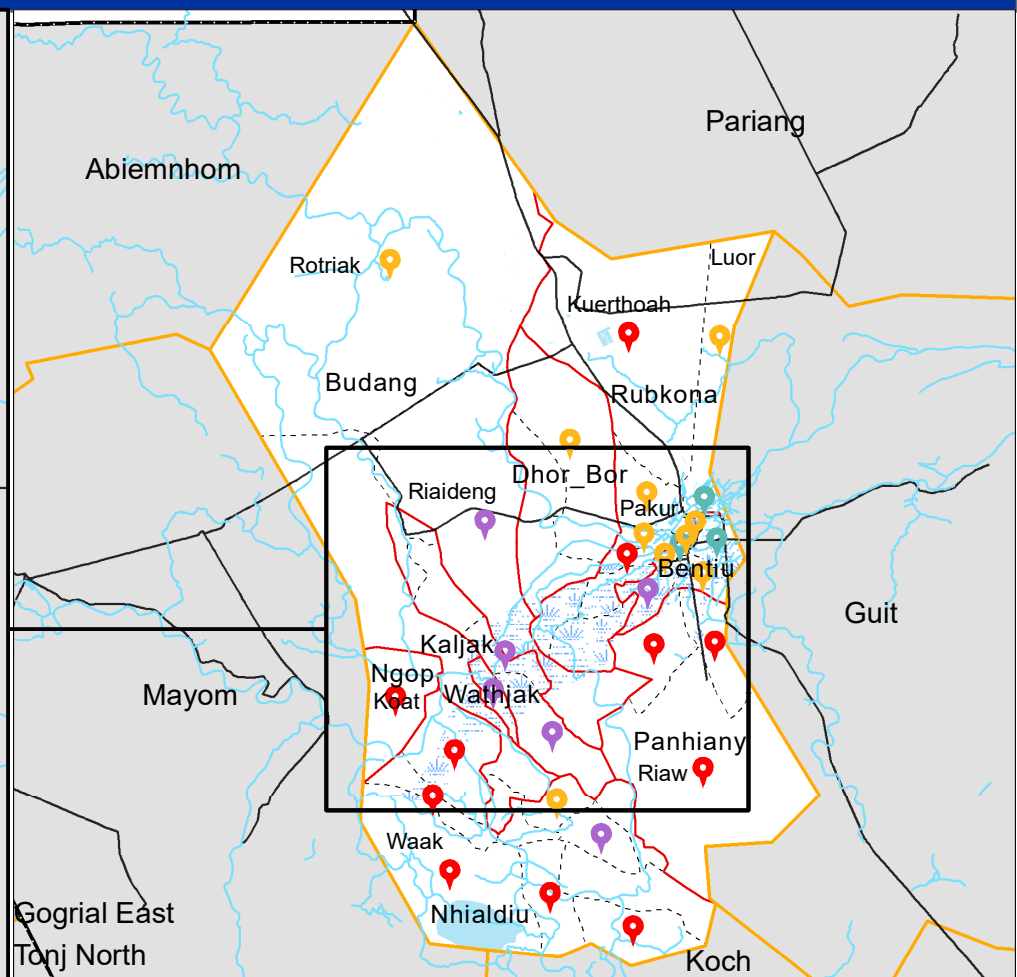 Pariang
Abiemnhom
Luor
Rotriak
Kuerthoah
Budang
Rubkona
Dhor_Bor
Riaideng
Pakur
Bentiu
Guit
Kaljak
Ngop
Wathjak
Koat
Mayom
Panhiany
Riaw
Waak
Gogrial East
Nhialdiu
Tonj North
Koch